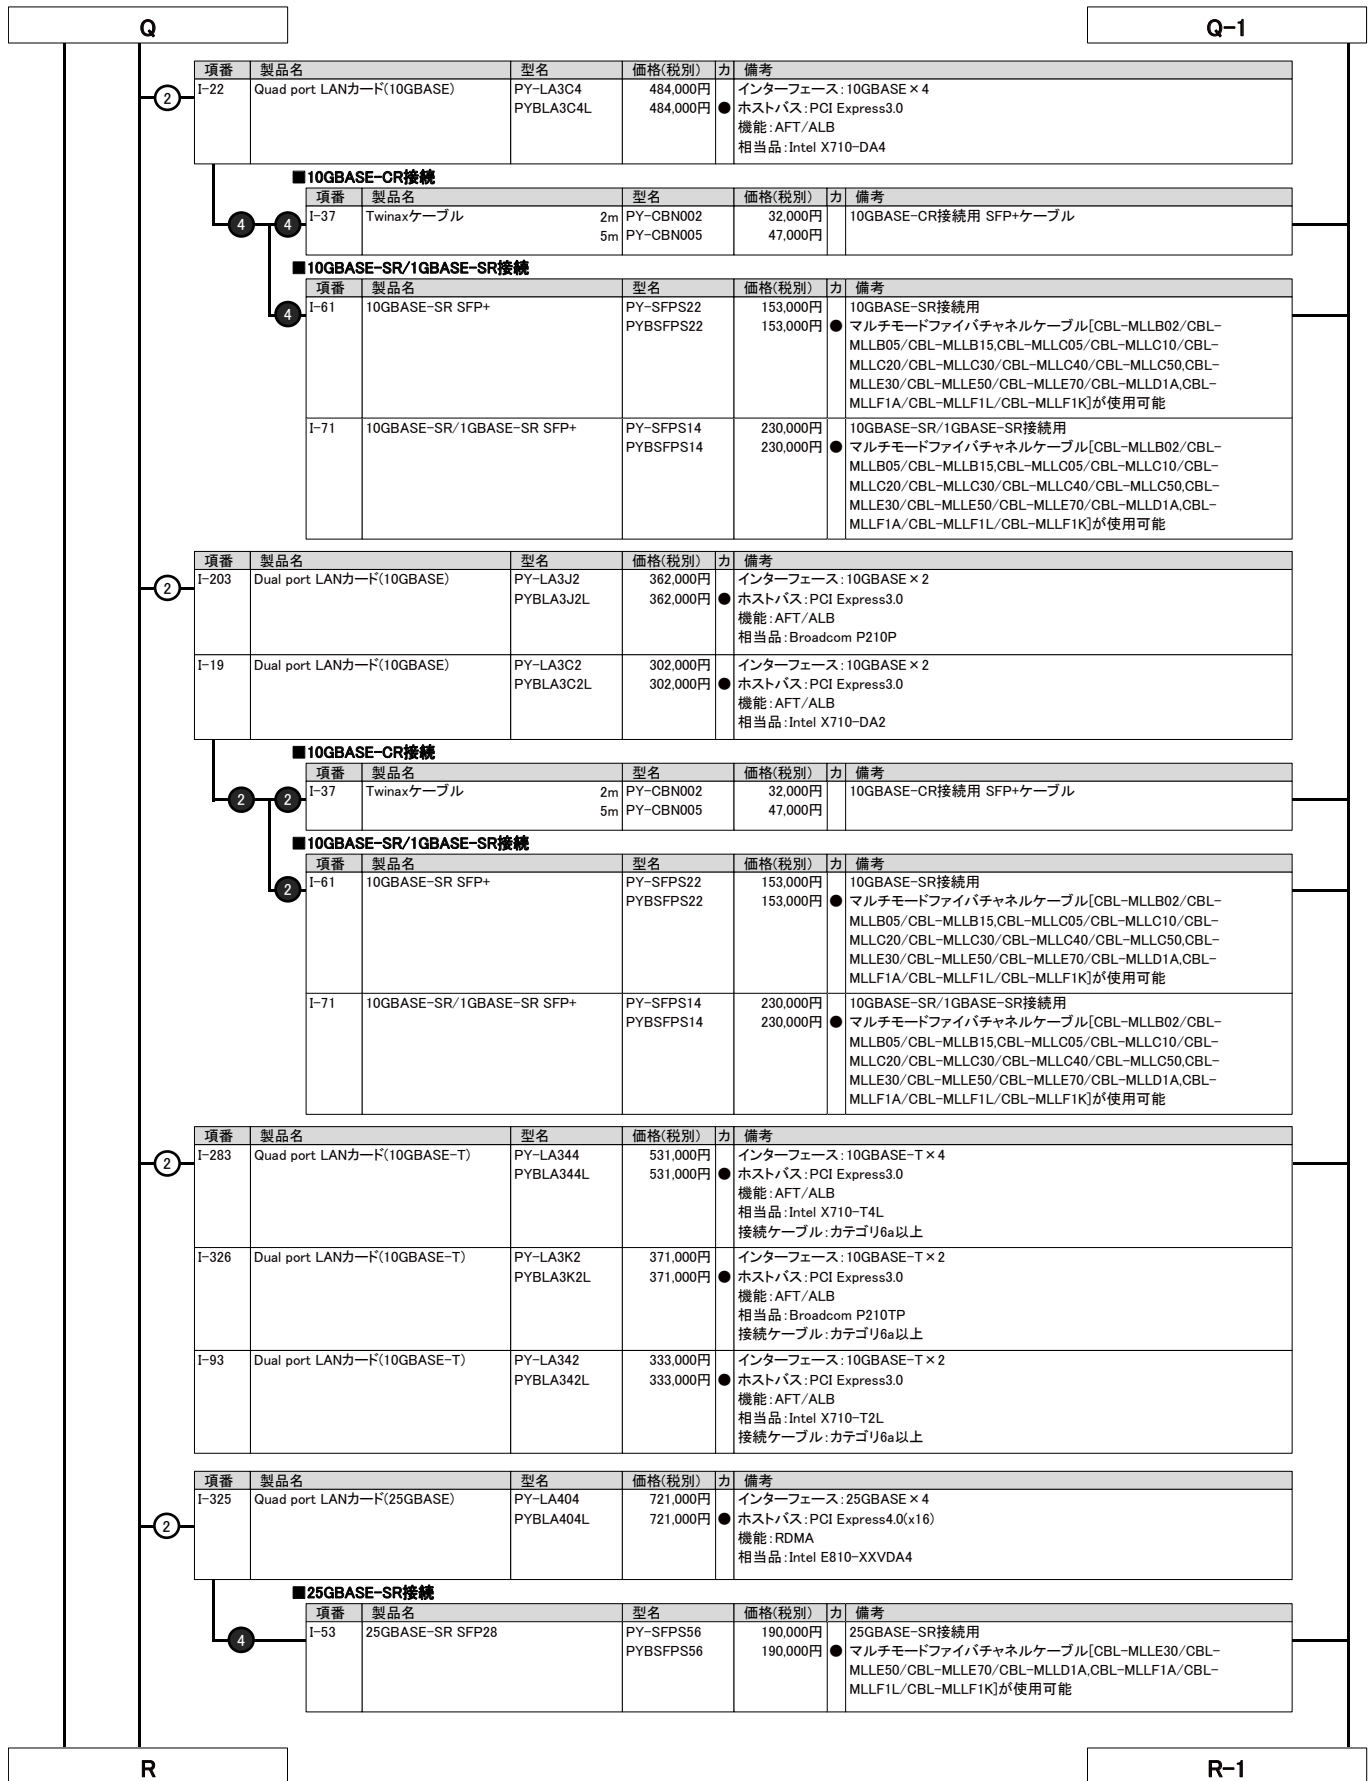 Q
Q-1
項番 製品名 型名 価格(税別) カ 備考
2 I-22 Quad port LANカード(10GBASE) PY-LA3C4 484,000円 インターフェース:10GBASE×4
PYBLA3C4L 484,000円 ● ホストバス:PCI Express3.0
機能:AFT/ALB
相当品:Intel X710-DA4
■10GBASE-CR接続
項番 製品名 型名 価格(税別) カ 備考
4 4 I-37 Twinaxケーブル 2m PY-CBN002 32,000円 10GBASE-CR接続用 SFP+ケーブル
5m PY-CBN005 47,000円
■10GBASE-SR/1GBASE-SR接続
項番 製品名 型名 価格(税別) カ 備考
4 I-61 10GBASE-SR SFP+ PY-SFPS22 153,000円 10GBASE-SR接続用
PYBSFPS22 153,000円 ● マルチモードファイバチャネルケーブル[CBL-MLLB02/CBL-
MLLB05/CBL-MLLB15,CBL-MLLC05/CBL-MLLC10/CBL-
MLLC20/CBL-MLLC30/CBL-MLLC40/CBL-MLLC50,CBL-
MLLE30/CBL-MLLE50/CBL-MLLE70/CBL-MLLD1A,CBL-
MLLF1A/CBL-MLLF1L/CBL-MLLF1K]が使用可能
I-71 10GBASE-SR/1GBASE-SR SFP+ PY-SFPS14 230,000円 10GBASE-SR/1GBASE-SR接続用
PYBSFPS14 230,000円 ● マルチモードファイバチャネルケーブル[CBL-MLLB02/CBL-
MLLB05/CBL-MLLB15,CBL-MLLC05/CBL-MLLC10/CBL-
MLLC20/CBL-MLLC30/CBL-MLLC40/CBL-MLLC50,CBL-
MLLE30/CBL-MLLE50/CBL-MLLE70/CBL-MLLD1A,CBL-
MLLF1A/CBL-MLLF1L/CBL-MLLF1K]が使用可能
項番 製品名 型名 価格(税別) カ 備考
2 I-203 Dual port LANカード(10GBASE) PY-LA3J2 362,000円 インターフェース:10GBASE×2
PYBLA3J2L 362,000円 ● ホストバス:PCI Express3.0
機能:AFT/ALB
相当品:Broadcom P210P
I-19 Dual port LANカード(10GBASE) PY-LA3C2 302,000円 インターフェース:10GBASE×2
PYBLA3C2L 302,000円 ● ホストバス:PCI Express3.0
機能:AFT/ALB
相当品:Intel X710-DA2
■10GBASE-CR接続
項番 製品名 型名 価格(税別) カ 備考
2 2 I-37 Twinaxケーブル 2m PY-CBN002 32,000円 10GBASE-CR接続用 SFP+ケーブル
5m PY-CBN005 47,000円
■10GBASE-SR/1GBASE-SR接続
項番 製品名 型名 価格(税別) カ 備考
2 I-61 10GBASE-SR SFP+ PY-SFPS22 153,000円 10GBASE-SR接続用
PYBSFPS22 153,000円 ● マルチモードファイバチャネルケーブル[CBL-MLLB02/CBL-
MLLB05/CBL-MLLB15,CBL-MLLC05/CBL-MLLC10/CBL-
MLLC20/CBL-MLLC30/CBL-MLLC40/CBL-MLLC50,CBL-
MLLE30/CBL-MLLE50/CBL-MLLE70/CBL-MLLD1A,CBL-
MLLF1A/CBL-MLLF1L/CBL-MLLF1K]が使用可能
I-71 10GBASE-SR/1GBASE-SR SFP+ PY-SFPS14 230,000円 10GBASE-SR/1GBASE-SR接続用
PYBSFPS14 230,000円 ● マルチモードファイバチャネルケーブル[CBL-MLLB02/CBL-
MLLB05/CBL-MLLB15,CBL-MLLC05/CBL-MLLC10/CBL-
MLLC20/CBL-MLLC30/CBL-MLLC40/CBL-MLLC50,CBL-
MLLE30/CBL-MLLE50/CBL-MLLE70/CBL-MLLD1A,CBL-
MLLF1A/CBL-MLLF1L/CBL-MLLF1K]が使用可能
項番 製品名 型名 価格(税別) カ 備考
2 I-283 Quad port LANカード(10GBASE-T) PY-LA344 531,000円 インターフェース:10GBASE-T×4
PYBLA344L 531,000円 ● ホストバス:PCI Express3.0
機能:AFT/ALB
相当品:Intel X710-T4L
接続ケーブル:カテゴリ6a以上
I-326 Dual port LANカード(10GBASE-T) PY-LA3K2 371,000円 インターフェース:10GBASE-T×2
PYBLA3K2L 371,000円 ● ホストバス:PCI Express3.0
機能:AFT/ALB
相当品:Broadcom P210TP
接続ケーブル:カテゴリ6a以上
I-93 Dual port LANカード(10GBASE-T) PY-LA342 333,000円 インターフェース:10GBASE-T×2
PYBLA342L 333,000円 ● ホストバス:PCI Express3.0
機能:AFT/ALB
相当品:Intel X710-T2L
接続ケーブル:カテゴリ6a以上
項番 製品名 型名 価格(税別) カ 備考
2 I-325 Quad port LANカード(25GBASE) PY-LA404 721,000円 インターフェース:25GBASE×4
PYBLA404L 721,000円 ● ホストバス:PCI Express4.0(x16)
機能:RDMA
相当品:Intel E810-XXVDA4
■25GBASE-SR接続
項番 製品名 型名 価格(税別) カ 備考
4 I-53 25GBASE-SR SFP28 PY-SFPS56 190,000円 25GBASE-SR接続用
PYBSFPS56 190,000円 ● マルチモードファイバチャネルケーブル[CBL-MLLE30/CBL-
MLLE50/CBL-MLLE70/CBL-MLLD1A,CBL-MLLF1A/CBL-
MLLF1L/CBL-MLLF1K]が使用可能
R
R-1